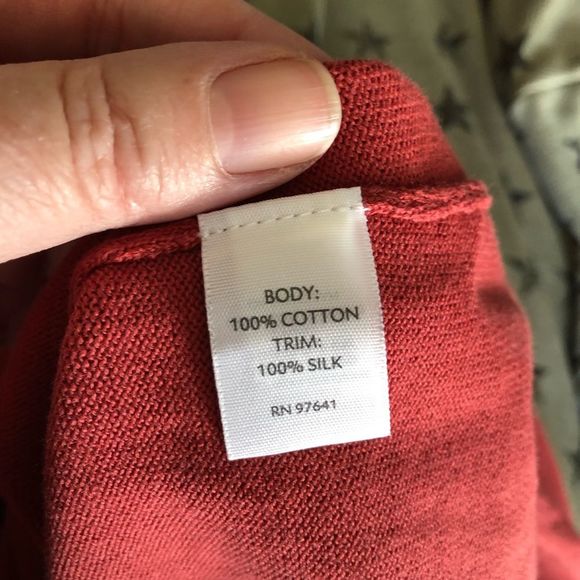 BODY:
100% COTTON
TRIM:
100% SILK
RN 97641